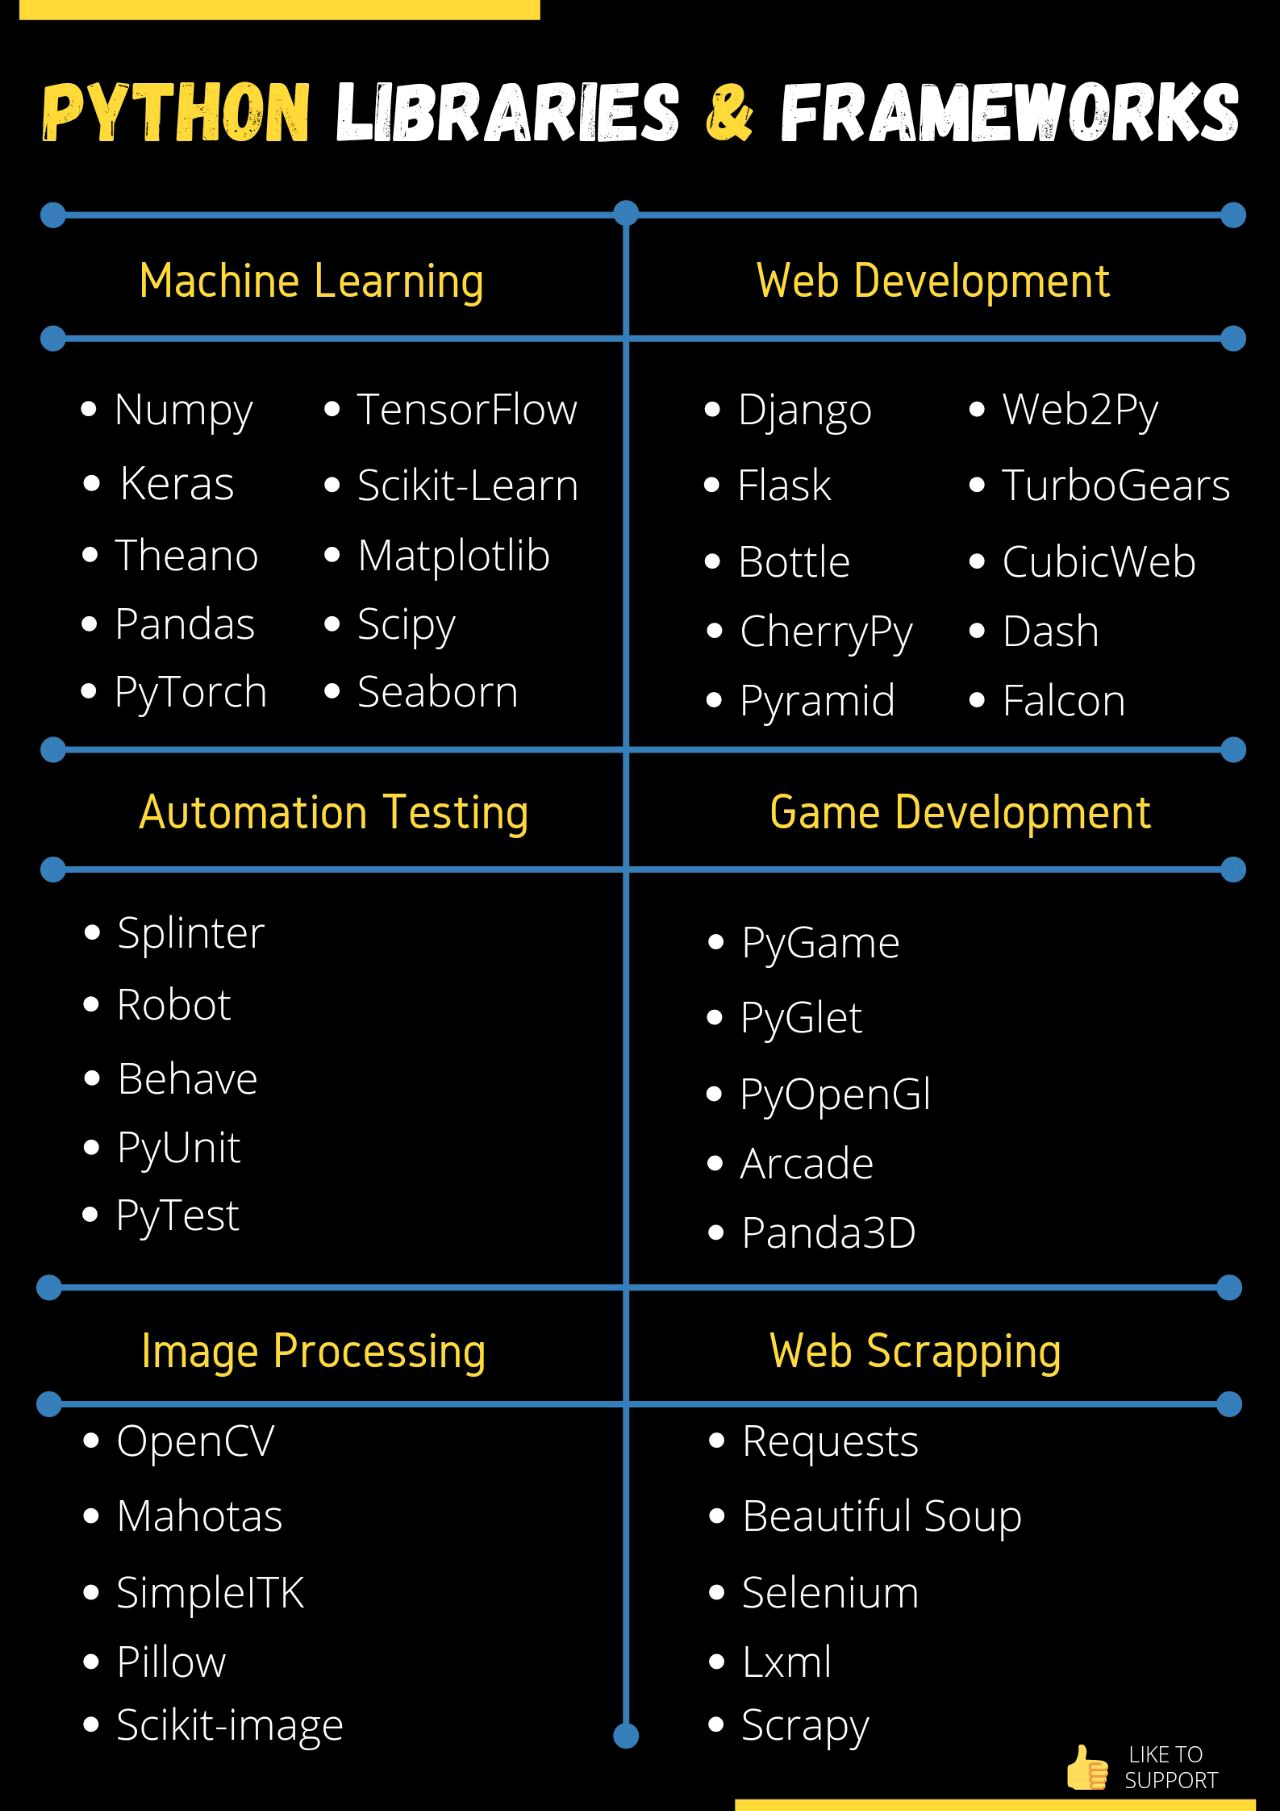 PYTHON LIBRARIES & FRAMEWORKS
Machine Learning
Numpy
Keras
Theano
Pandas
PyTorch
TensorFlow
Scikit-Learn
Matplotlib
Scipy
Seaborn
Web Development
Django
Flask
Bottle
CherryPy
Pyramid
Web2Py
TurboGears
CubicWeb
Dash
Falcon
Automation Testing
Splinter
Robot
Behave
PyUnit
PyTest
Game Development
PyGame
PyGlet
PyOpenGl
Arcade
Panda3D
Image Processing
OpenCV
Mahotas
SimpleITK
Pillow
Scikit-image
Web Scrapping
Requests
Beautiful Soup
Selenium
Lxml
Scrapy
LIKE TO
SUPPORT